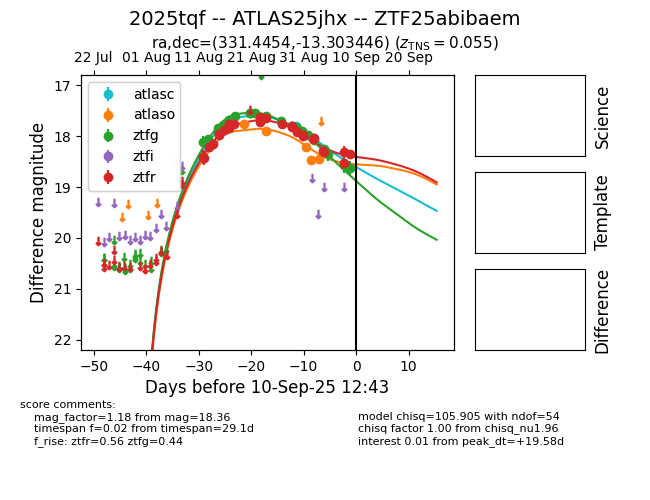 2025tqf -- ATLAS25jhx -- ZTF25abibaem
ra,dec=(331.4454,-13.303446) (zTNS = 0.055)
22 Jul 01 Aug 11 Aug 21 Aug 31 Aug 10 Sep 20 Sep
17
18
19
20
21
22
Difference magnitude
atlasc
atlaso
ztfg
ztfi
ztfr
−50 −40 −30 −20 −10 0 10
Days before 10-Sep-25 12:43
Science
Template
Difference
score comments:
mag_factor=1.18 from mag=18.36
timespan f=0.02 from timespan=29.1d
f_rise: ztfr=0.56 ztfg=0.44
model chisq=105.905 with ndof=54
chisq factor 1.00 from chisq_nu1.96
interest 0.01 from peak_dt=+19.58d